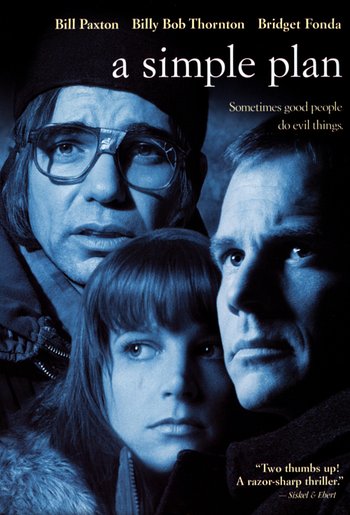 Bill Paxton Billy Bob Thornton Bridget Fonda
a simple plan
Sometimes good people
do evil things.
"Two thumbs up!
A razor-sharp thriller."
— Siskel & Ebert